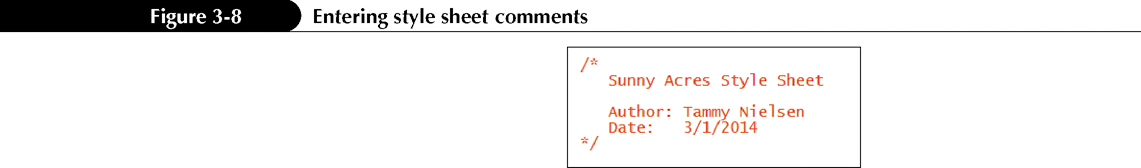 Figure 3-8 Entering style sheet comments
/*
Sunny Acres Style Sheet
Author: Tammy Nielsen
Date: 3/1/2014
*/